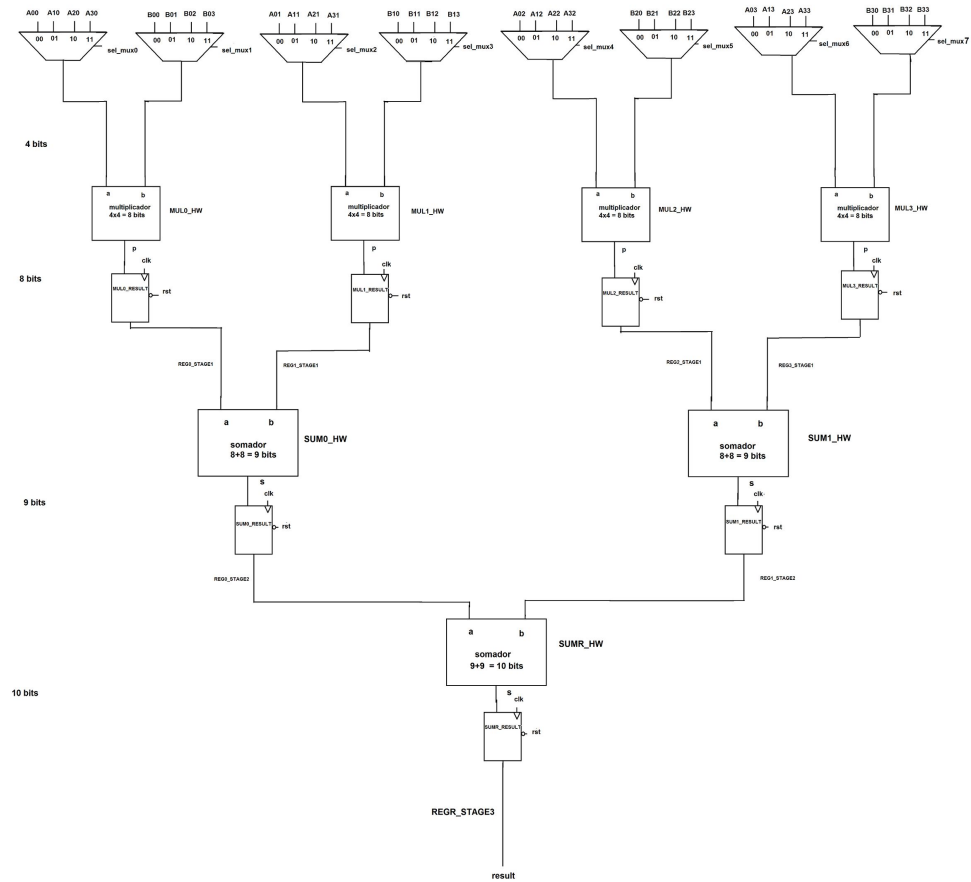 A00 A10 A20 A30 B00 B01 B02 B03 A01 A11 A21 A31 B10 B11 B12 B13 A02 A12 A22 A32 B20 B21 B22 B23 A03 A13 A23 A33 B30 B31 B32 B33
00 01 10 11 sel_mux0 00 01 10 11 sel_mux1 00 01 10 11 sel_mux2 00 01 10 11 sel_mux3 00 01 10 11 sel_mux4 00 01 10 11 sel_mux5 00 01 10 11 sel_mux6 00 01 10 11 sel_mux7
4 bits
a b a b a b a b
multiplicador MUL0_HW multiplicador MUL1_HW multiplicador MUL2_HW multiplicador MUL3_HW
4x4 = 8 bits 4x4 = 8 bits 4x4 = 8 bits 4x4 = 8 bits
p p p p
clk clk clk clk
8 bits
MUL0_RESULT rst MUL1_RESULT rst MUL2_RESULT rst MUL3_RESULT rst
REG0_STAGE1 REG1_STAGE1 REG2_STAGE1 REG3_STAGE1
a b a b
SUM0_HW SUM1_HW
somador somador
8+8 = 9 bits 8+8 = 9 bits
s s
clk clk
9 bits
SUM0_RESULT rst SUM1_RESULT rst
REG0_STAGE2 REG1_STAGE2
a b
SUMR_HW
somador
9+9 = 10 bits
10 bits
s
clk
SUMR_RESULT rst
REGR_STAGE3
result